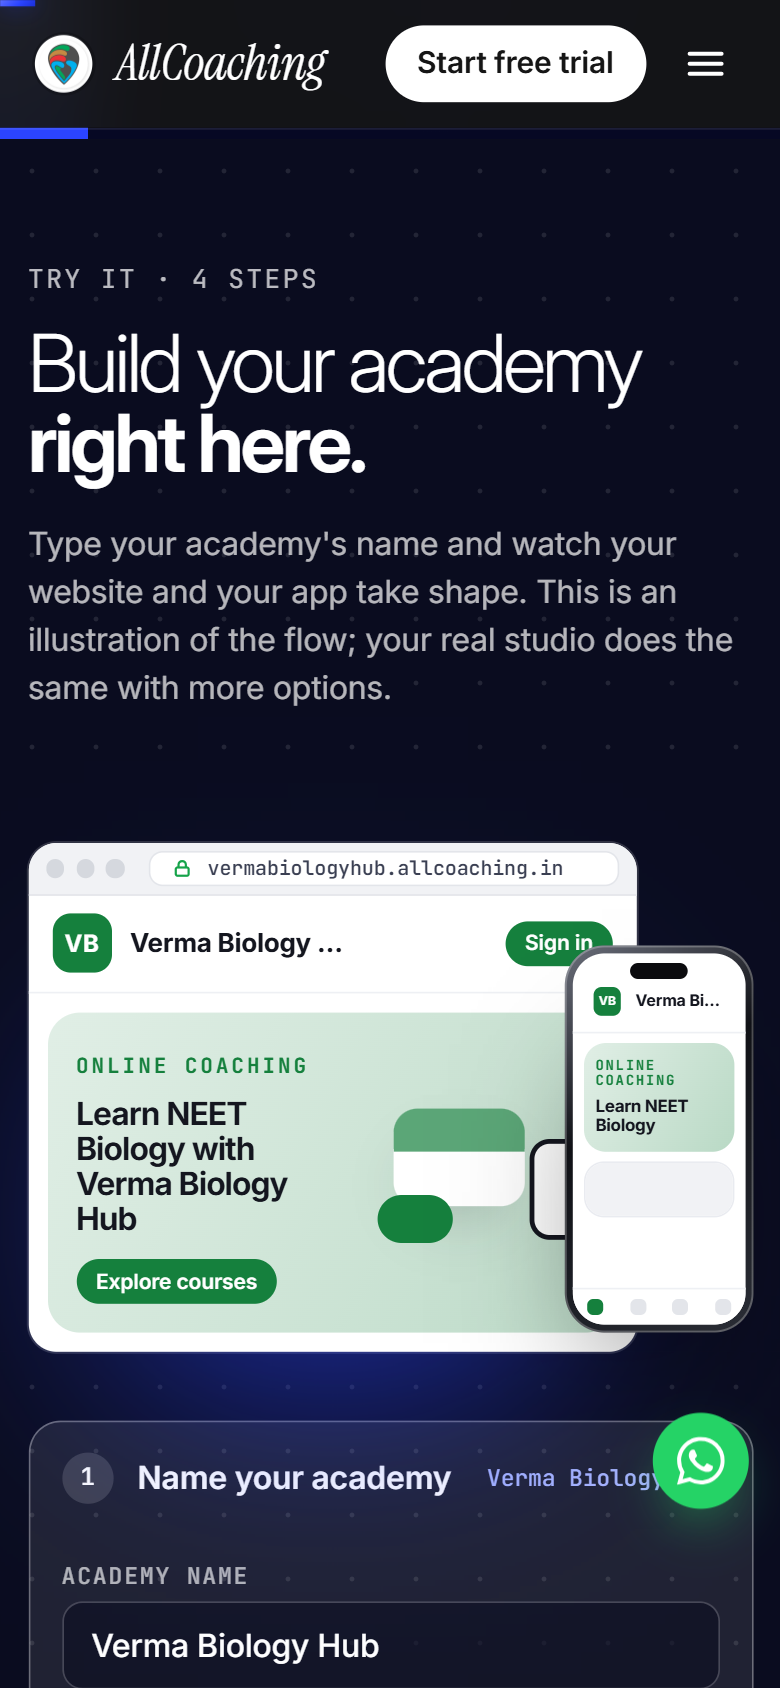 AllCoaching
Start free trial
TRY IT · 4 STEPS
Build your academy
right here.
Type your academy's name and watch your
website and your app take shape. This is an
illustration of the flow; your real studio does the
same with more options.
vermabiologyhub.allcoaching.in
VB
Verma Biology ...
Sign in
ONLINE COACHING
Learn NEET
Biology with
Verma Biology
Hub
Explore courses
VB
Verma Bi...
ONLINE
COACHING
Learn NEET
Biology
1
Name your academy
Verma Biology
ACADEMY NAME
Verma Biology Hub